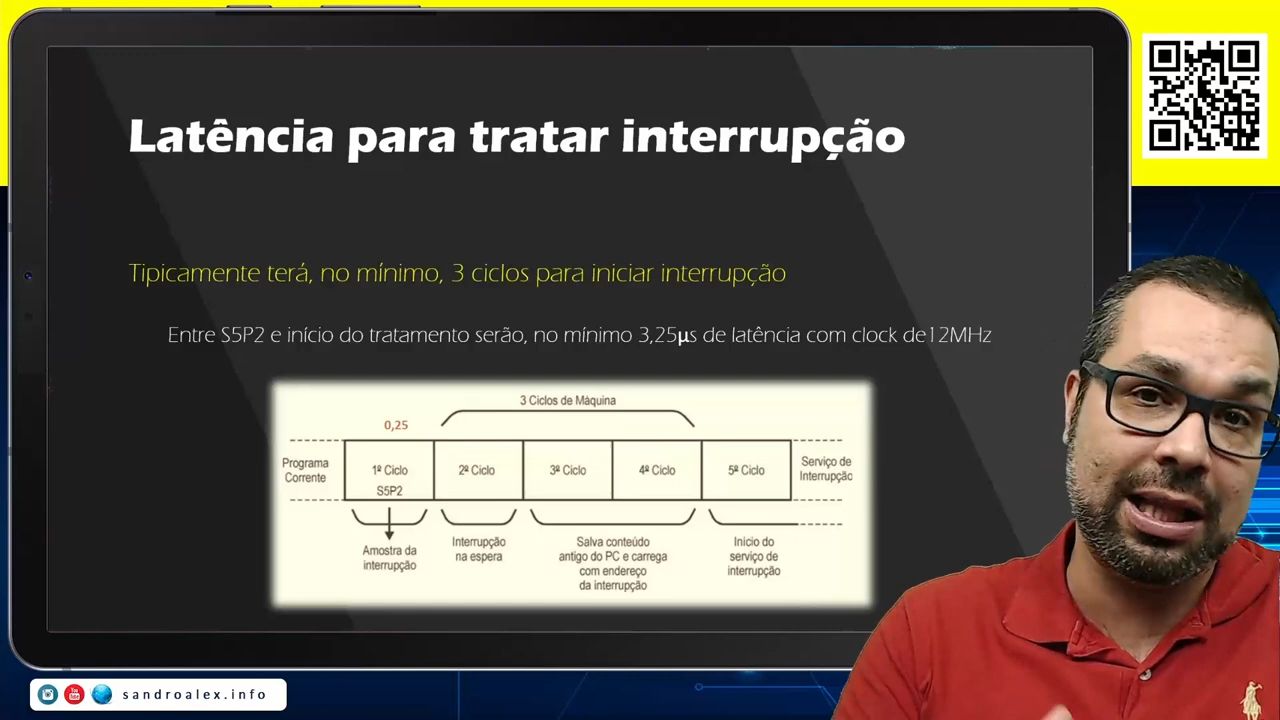 Latência para tratar interrupção
Tipicamente terá, no mínimo, 3 ciclos para iniciar interrupção
Entre S5P2 e início do tratamento serão, no mínimo 3,25µs de latência com clock de12MHz
3 Ciclos de Máquina
0,25
Programa
Corrente
1º Ciclo
S5P2
2º Ciclo
3º Ciclo
4º Ciclo
5º Ciclo
Serviço de
Interrupção
Amostra da
interrupção
Interrupção
na espera
Salva conteúdo
antigo do PC e carrega
com endereço
da interrupção
Início do
serviço de
interrupção
You
Tube
sandroalex.info